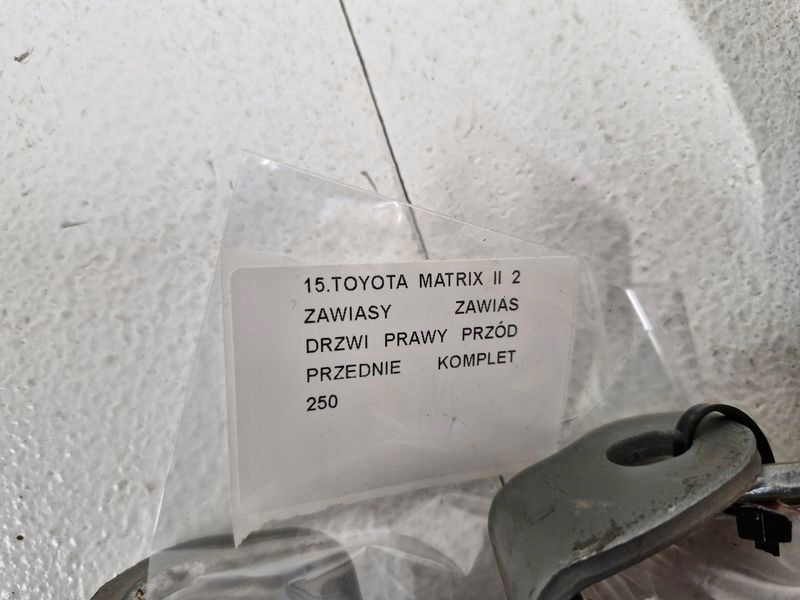 15.TOYOTA MATRIX II 2
ZAWIASY ZAWIAS
DRZWI PRAWY PRZÓD
PRZEDNIE KOMPLET
250